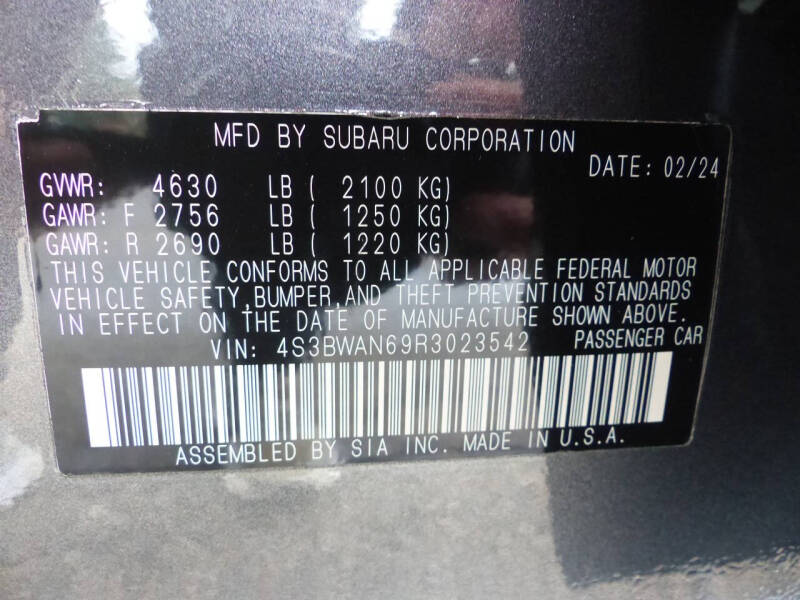 MFD BY SUBARU CORPORATION
DATE: 02/24
GVWR: 4630 LB ( 2100 KG)
GAWR: F 2756 LB ( 1250 KG)
GAWR: R 2690 LB ( 1220 KG)
THIS VEHICLE CONFORMS TO ALL APPLICABLE FEDERAL MOTOR
VEHICLE SAFETY,BUMPER,AND THEFT PREVENTION STANDARDS
IN EFFECT ON THE DATE OF MANUFACTURE SHOWN ABOVE.
VIN: 4S3BWAN69R3023542 PASSENGER CAR
ASSEMBLED BY SIA INC. MADE IN U.S.A.